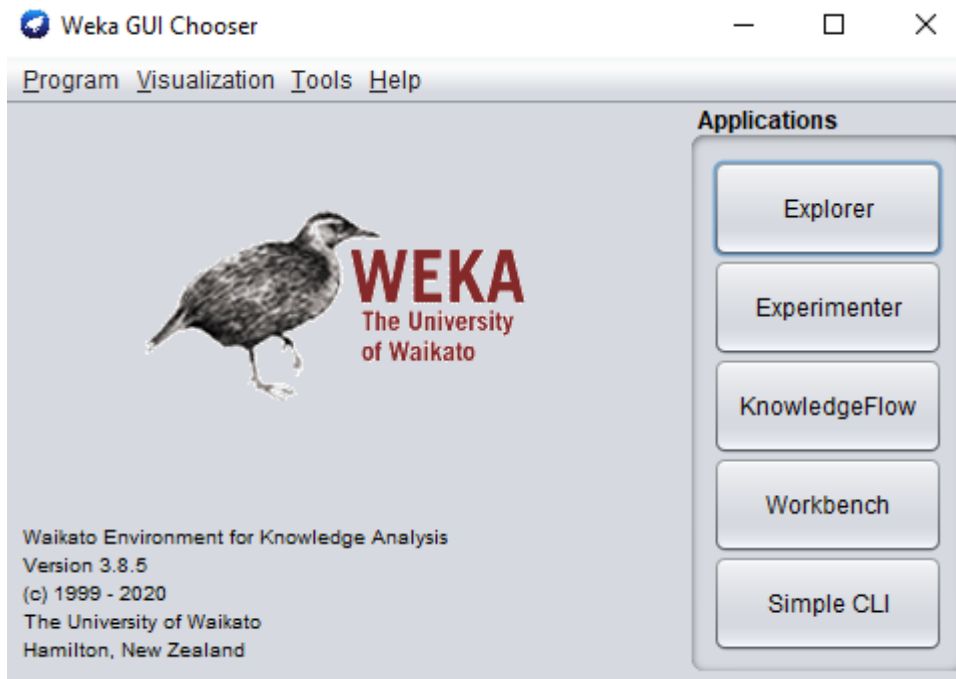 Weka GUI Chooser
Program Visualization Tools Help
Applications
Explorer
Experimenter
KnowledgeFlow
Workbench
Simple CLI
WEKA
The University
of Waikato
Waikato Environment for Knowledge Analysis
Version 3.8.5
(c) 1999 - 2020
The University of Waikato
Hamilton, New Zealand